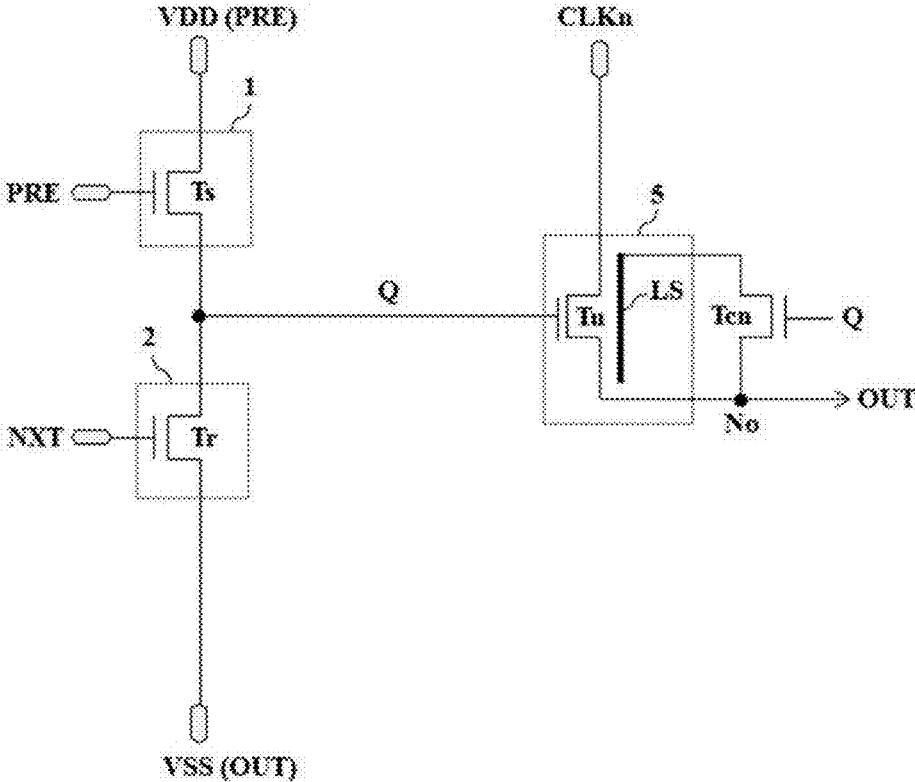 VDD (PRE)
CLKn
1
PRE
Ts
5
Q
LS
Tu
Tcn
Q
2
OUT
No
NXT
Tr
VSS (OUT)